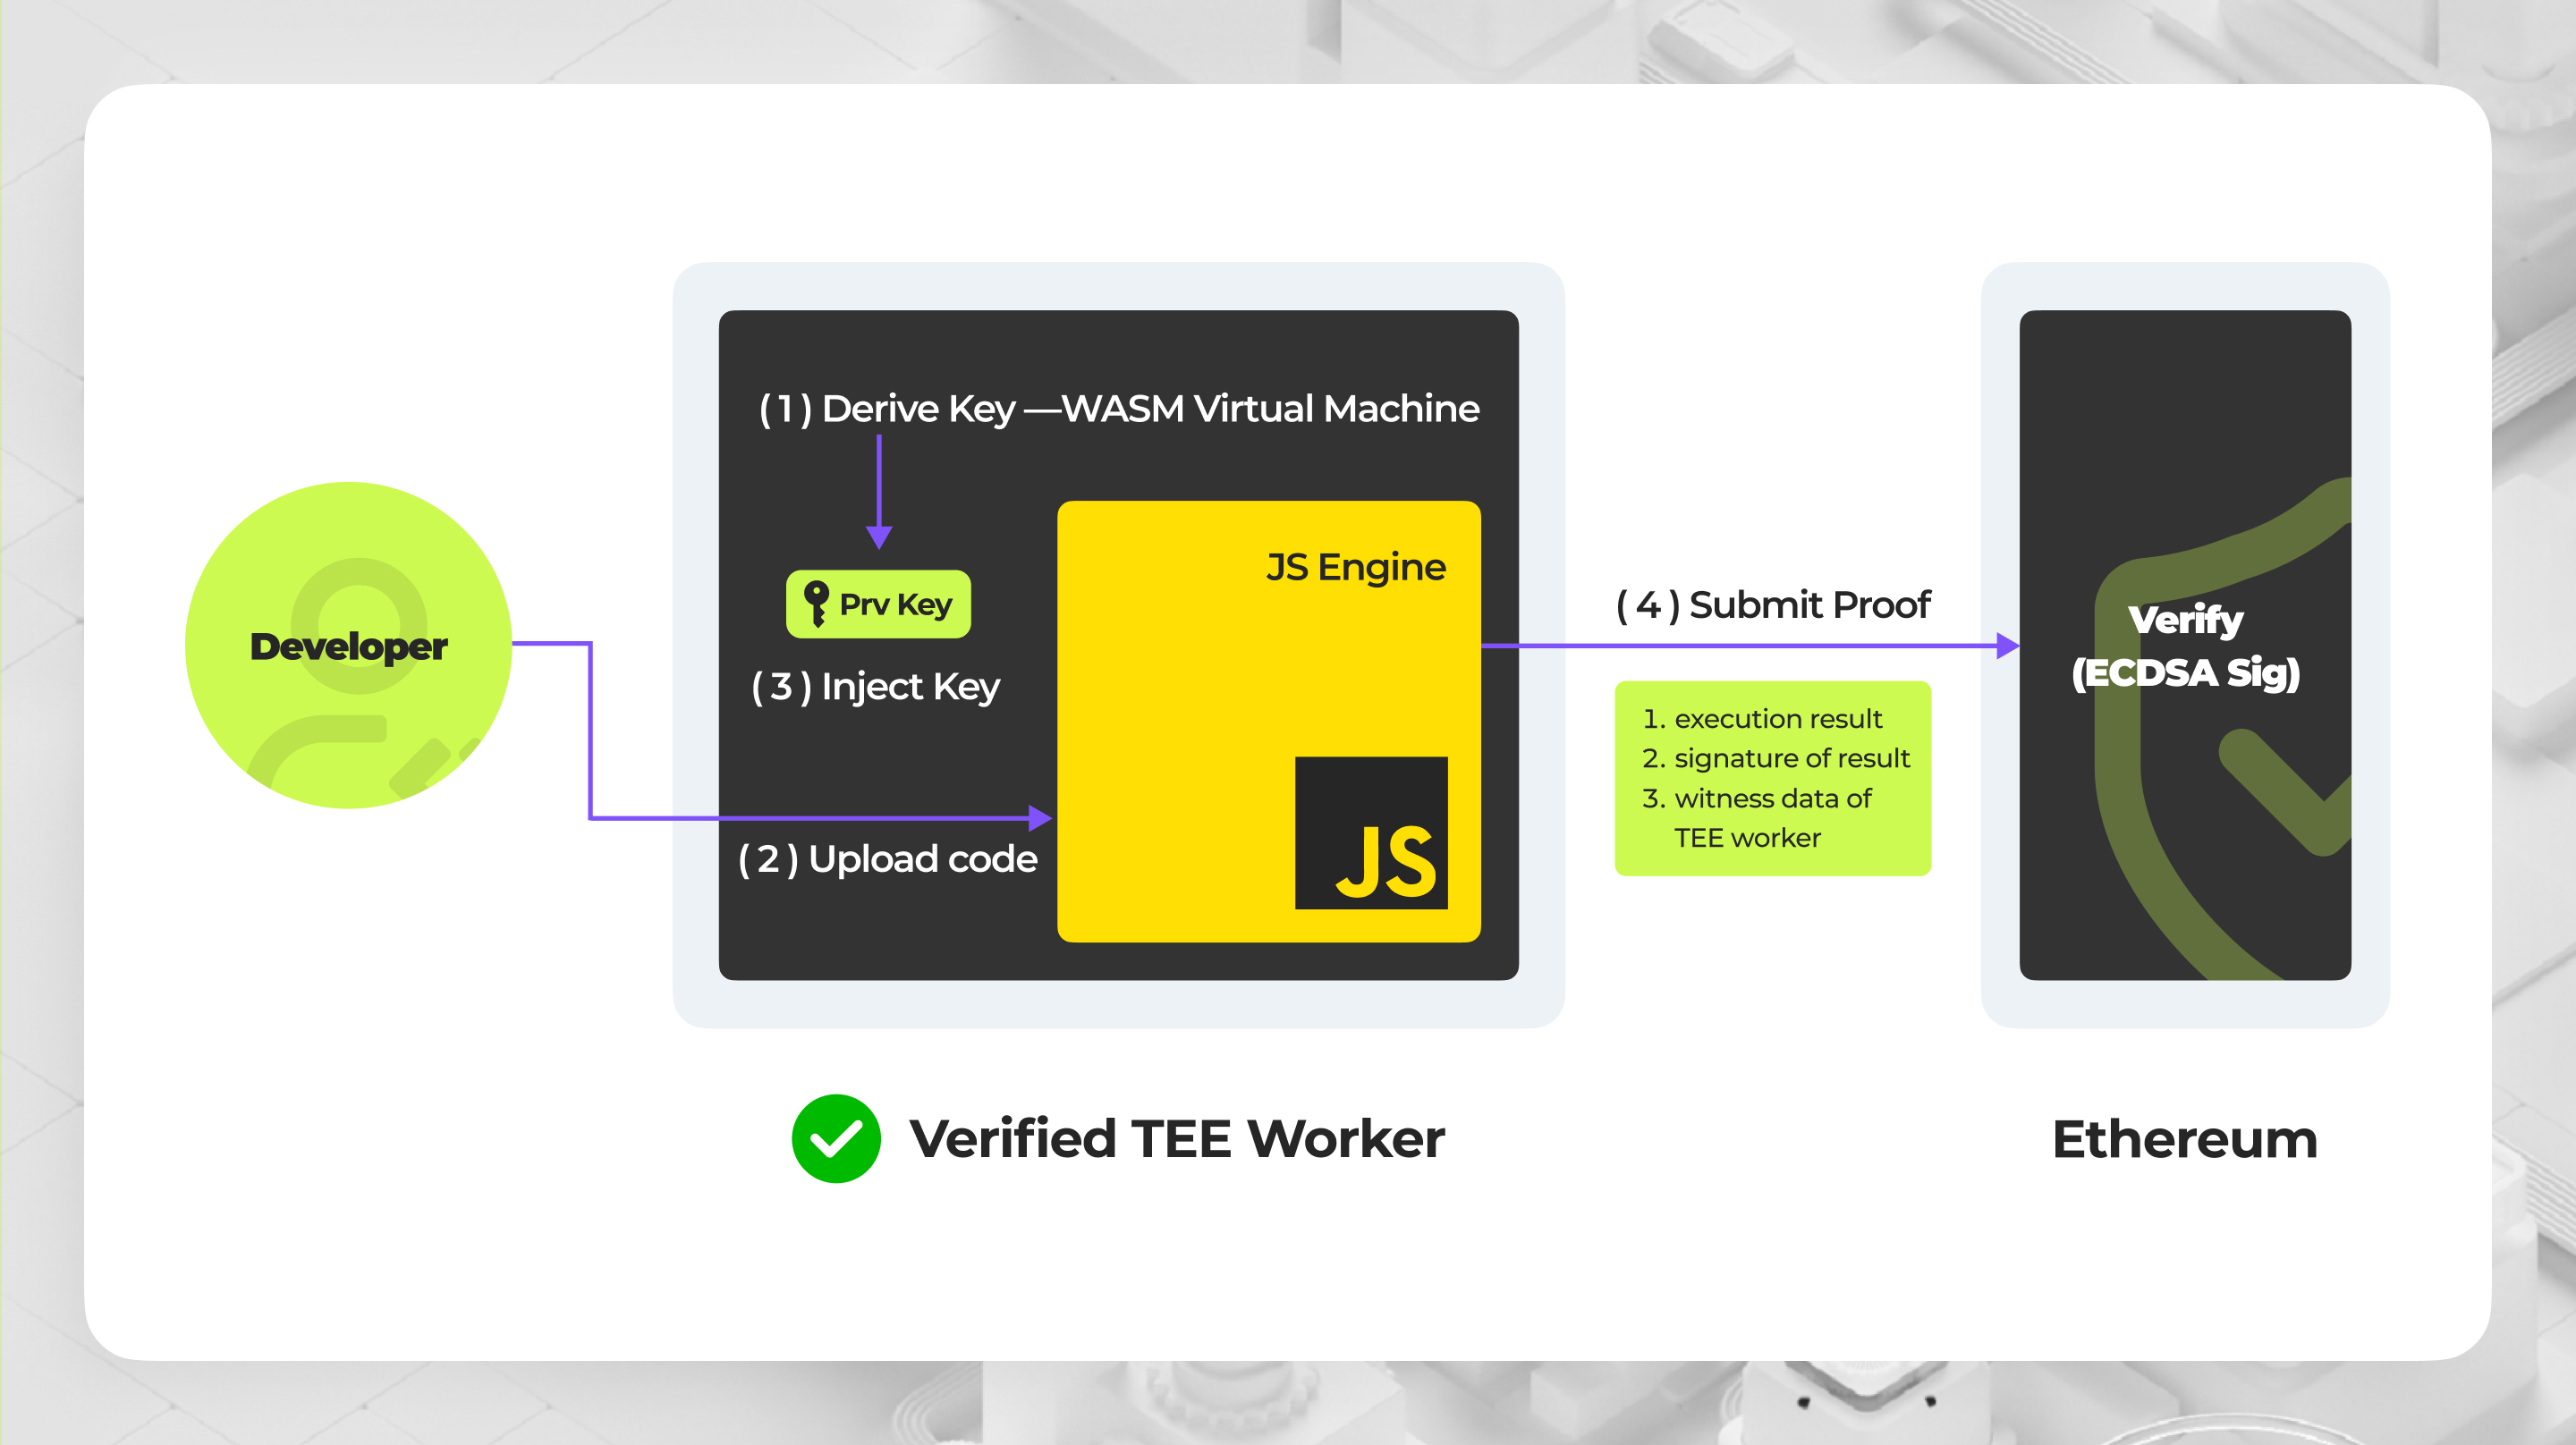 Developer
( 1 ) Derive Key —WASM Virtual Machine
Prv Key
( 3 ) Inject Key
( 2 ) Upload code
JS Engine
JS
( 4 ) Submit Proof
1. execution result
2. signature of result
3. witness data of
TEE worker
Verify
(ECDSA Sig)
Verified TEE Worker
Ethereum